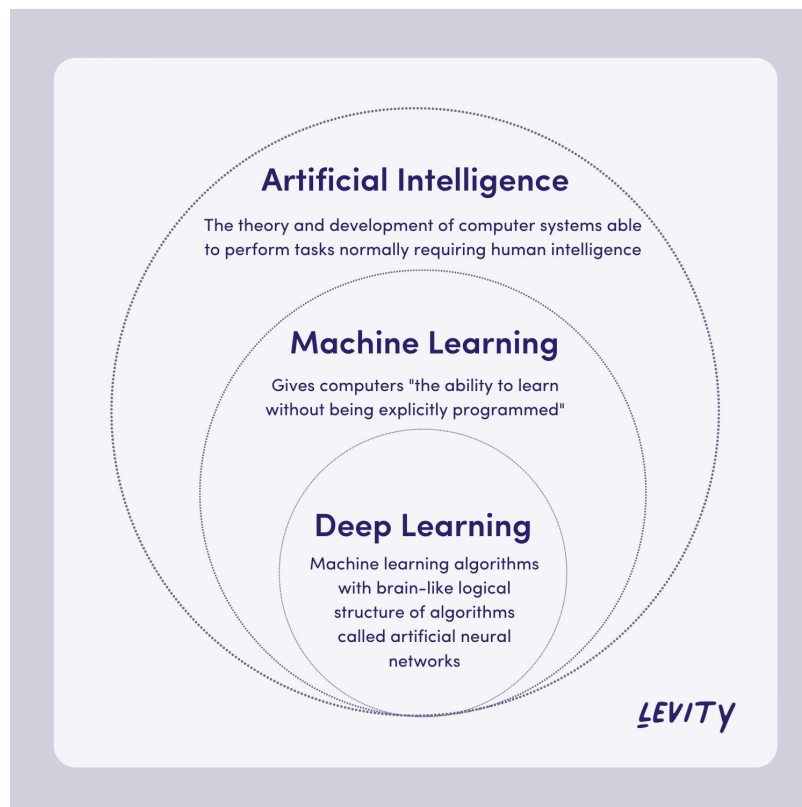 Artificial Intelligence
The theory and development of computer systems able
to perform tasks normally requiring human intelligence
Machine Learning
Gives computers "the ability to learn
without being explicitly programmed"
Deep Learning
Machine learning algorithms
with brain-like logical
structure of algorithms
called artificial neural
networks
LEVITY